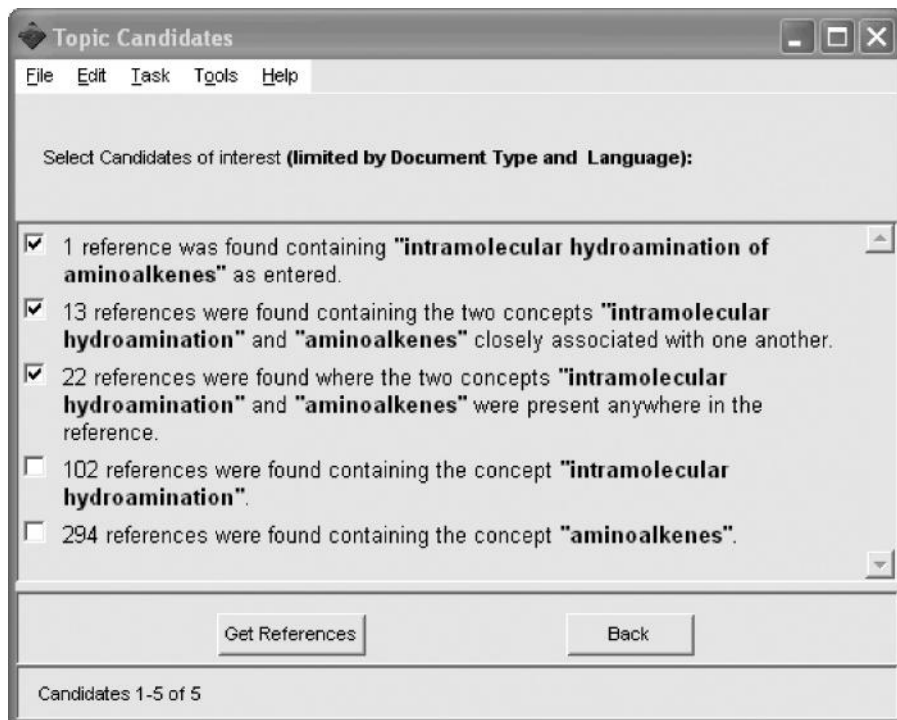 Topic Candidates
File Edit Task Tools Help
Select Candidates of interest (limited by Document Type and Language):
1 reference was found containing "intramolecular hydroamination of
aminoalkenes" as entered.
13 references were found containing the two concepts "intramolecular
hydroamination" and "aminoalkenes" closely associated with one another.
22 references were found where the two concepts "intramolecular
hydroamination" and "aminoalkenes" were present anywhere in the
reference.
102 references were found containing the concept "intramolecular
hydroamination".
294 references were found containing the concept "aminoalkenes".
Get References Back
Candidates 1-5 of 5